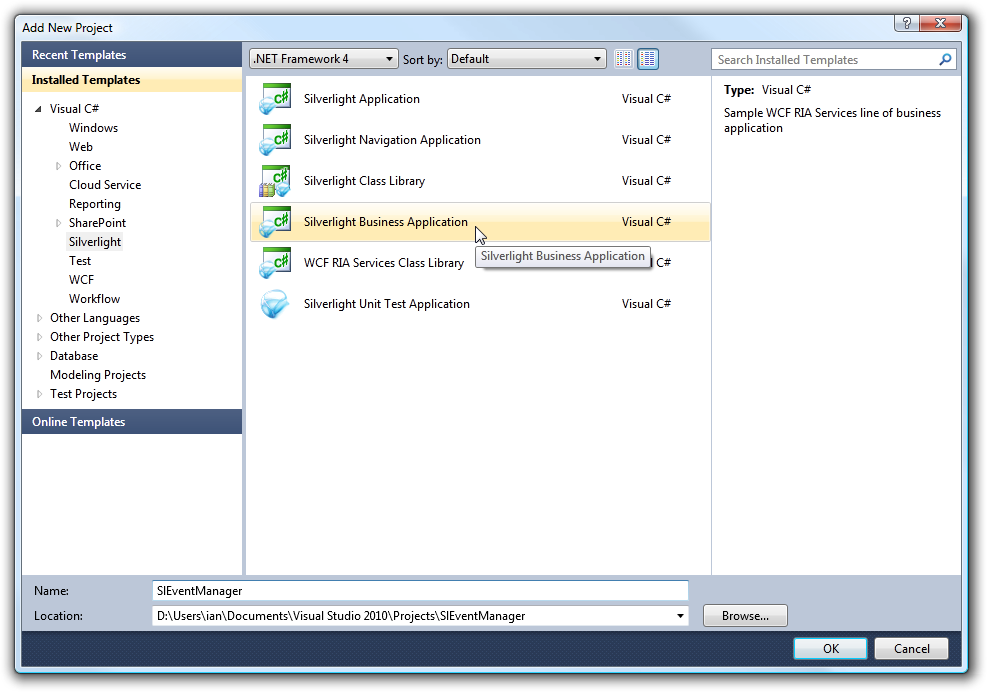 Add New Project
?
Recent Templates
Installed Templates
Visual C#
Windows
Web
Office
Cloud Service
Reporting
SharePoint
Silverlight
Test
WCF
Workflow
Other Languages
Other Project Types
Database
Modeling Projects
Test Projects
Online Templates
.NET Framework 4 Sort by: Default
C# Silverlight Application Visual C#
C# Silverlight Navigation Application Visual C#
C# Silverlight Class Library Visual C#
C# Silverlight Business Application Visual C#
Silverlight Business Application
C# WCF RIA Services Class Library C#
Silverlight Unit Test Application Visual C#
Search Installed Templates
Type: Visual C#
Sample WCF RIA Services line of business
application
Name: SlEventManager
Location: D:\Users\ian\Documents\Visual Studio 2010\Projects\SlEventManager Browse...
OK Cancel